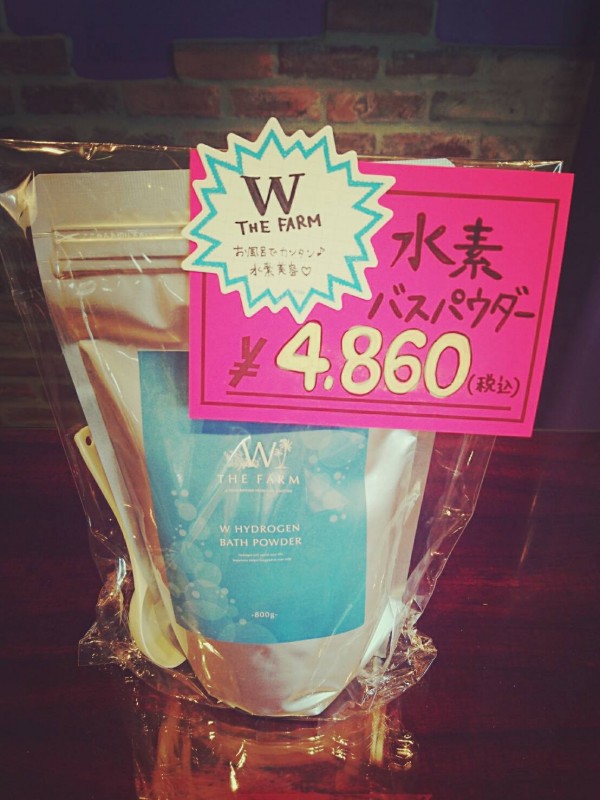 W
THE FARM
お風呂でカンタン♪
水素美容♡
水素
バスパウダー
¥4.860(税込)
W
THE FARM
W HYDROGEN
BATH POWDER
-800g-